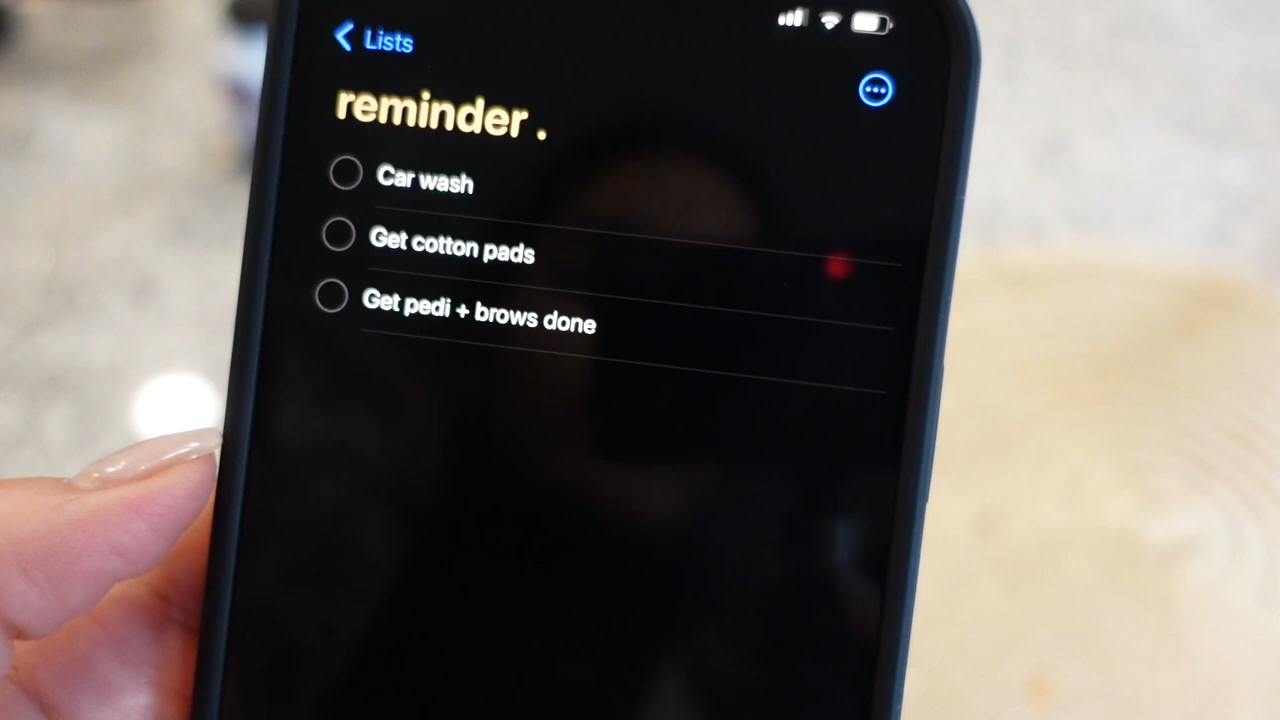 Lists
reminder .
Car wash
Get cotton pads
Get pedi + brows done